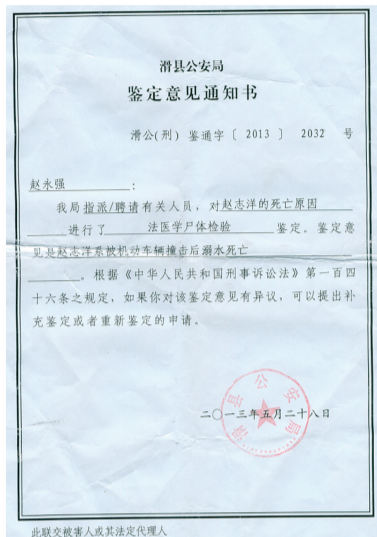 滑县公安局
鉴定意见通知书
滑公(刑) 鉴通字〔 2013 〕 2032 号
赵永强 :
我局指派/聘请有关人员，对赵志洋的死亡原因
进行了 法医学尸体检验 鉴定。鉴定意
见是赵志洋系被机动车辆撞击后溺水死亡
。根据《中华人民共和国刑事诉讼法》第一百四
十六条之规定，如果你对该鉴定意见有异议，可以提出补
充鉴定或者重新鉴定的申请。
滑县公安局
二〇一三年五月二十八日
此联交被害人或其法定代理人